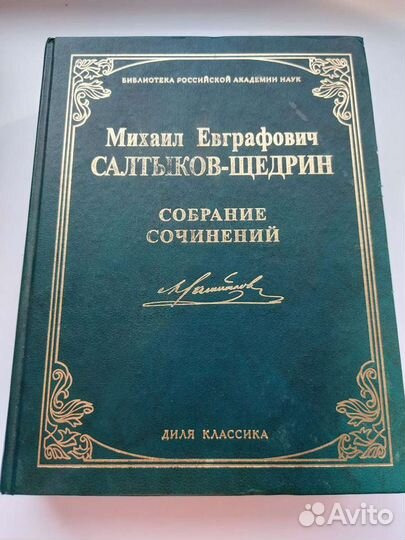 БИБЛИОТЕКА РОССИЙСКОЙ АКАДЕМИИ НАУК
Михаил Евграфович
САЛТЫКОВ-ЩЕДРИН
СОБРАНИЕ
СОЧИНЕНИЙ
ДИЛЯ КЛАССИКА
Avito